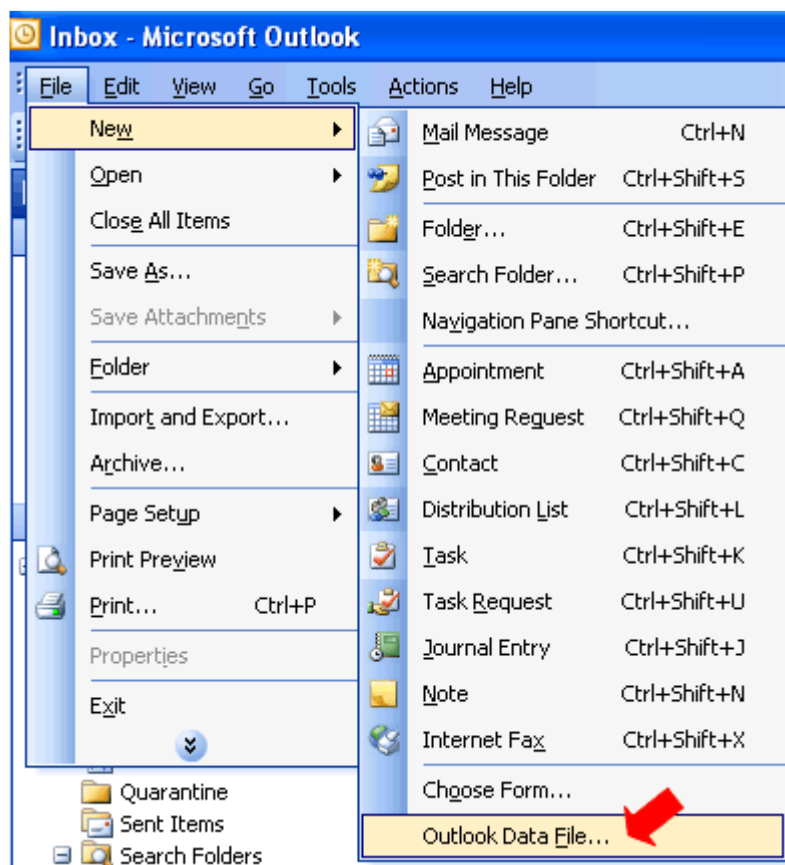 Inbox - Microsoft Outlook
File Edit View Go Tools Actions Help
New
Open
Close All Items
Save As...
Save Attachments
Folder
Import and Export...
Archive...
Page Setup
Print Preview
Print... Ctrl+P
Properties
Exit
Mail Message Ctrl+N
Post in This Folder Ctrl+Shift+S
Folder... Ctrl+Shift+E
Search Folder... Ctrl+Shift+P
Navigation Pane Shortcut...
Appointment Ctrl+Shift+A
Meeting Request Ctrl+Shift+Q
Contact Ctrl+Shift+C
Distribution List Ctrl+Shift+L
Task Ctrl+Shift+K
Task Request Ctrl+Shift+U
Journal Entry Ctrl+Shift+J
Note Ctrl+Shift+N
Internet Fax Ctrl+Shift+X
Choose Form...
Outlook Data File...
Quarantine
Sent Items
Search Folders